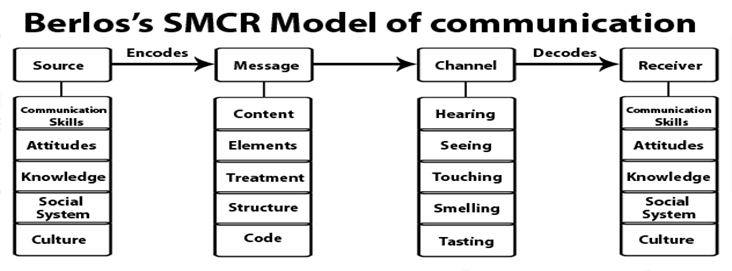 Berlos's SMCR Model of communication
Encodes
Decodes
Source
Message
Channel
Receiver
Communication
Skills
Attitudes
Knowledge
Social
System
Culture
Content
Elements
Treatment
Structure
Code
Hearing
Seeing
Touching
Smelling
Tasting
Communication
Skills
Attitudes
Knowledge
Social
System
Culture